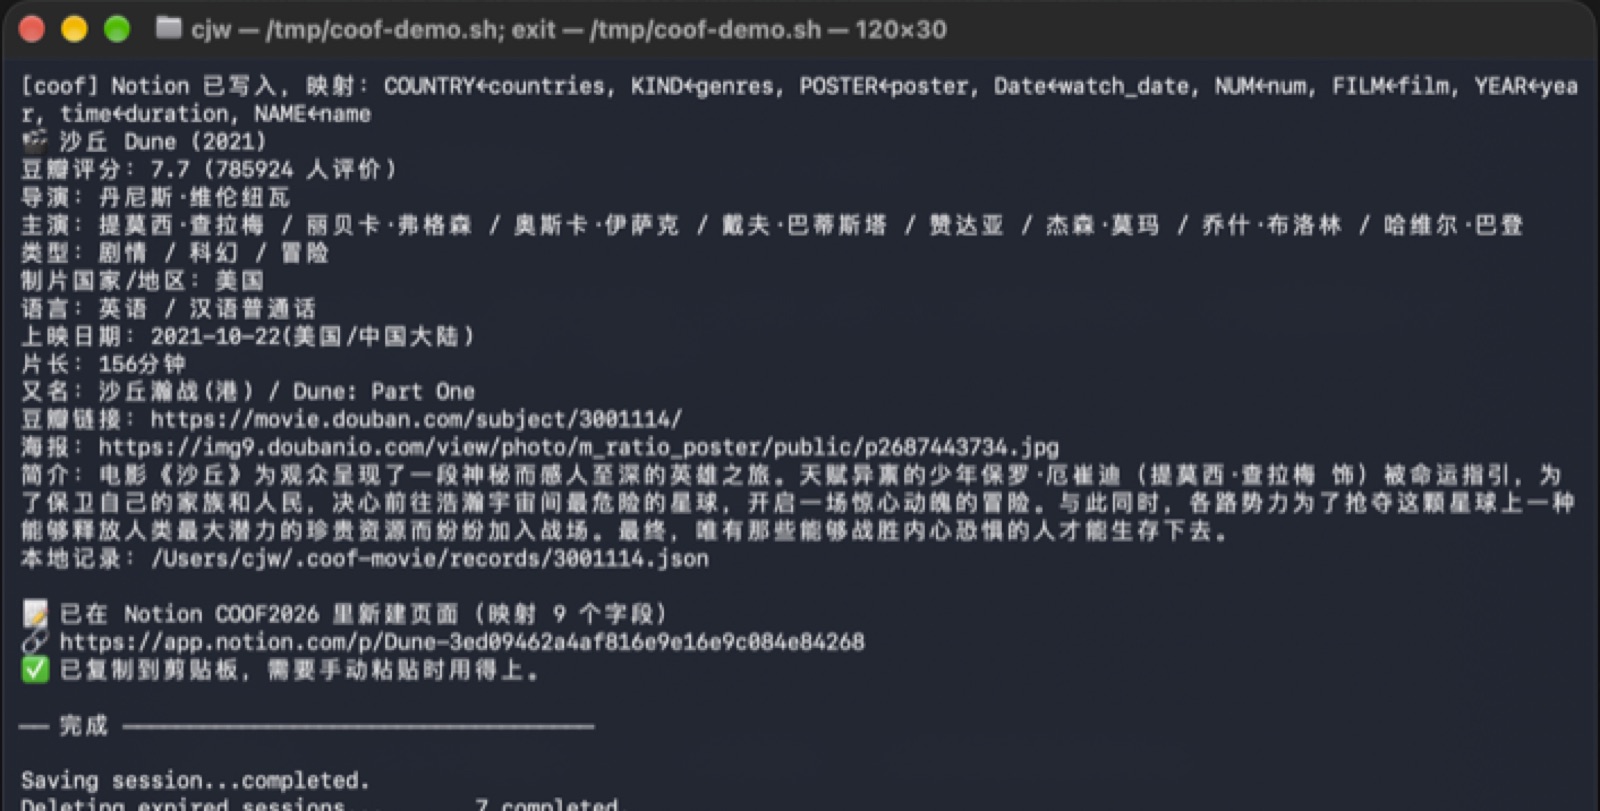 cjw — /tmp/coof-demo.sh; exit — /tmp/coof-demo.sh — 120×30
[coof] Notion 已写入, 映射: COUNTRY←countries, KIND←genres, POSTER←poster, Date←watch_date, NUM←num, FILM←film, YEAR←yea
r, time←duration, NAME←name
🎬 沙丘 Dune (2021)
豆瓣评分: 7.7 (785924 人评价)
导演: 丹尼斯·维伦纽瓦
主演: 提莫西·查拉梅 / 丽贝卡·弗格森 / 奥斯卡·伊萨克 / 戴夫·巴蒂斯塔 / 赞达亚 / 杰森·莫玛 / 乔什·布洛林 / 哈维尔·巴登
类型: 剧情 / 科幻 / 冒险
制片国家/地区: 美国
语言: 英语 / 汉语普通话
上映日期: 2021-10-22(美国/中国大陆)
片长: 156分钟
又名: 沙丘瀚战(港) / Dune: Part One
豆瓣链接: https://movie.douban.com/subject/3001114/
海报: https://img9.doubanio.com/view/photo/m_ratio_poster/public/p2687443734.jpg
简介: 电影《沙丘》为观众呈现了一段神秘而感人至深的英雄之旅。天赋异禀的少年保罗·厄崔迪（提莫西·查拉梅 饰）被命运指引，为
了保卫自己的家族和人民，决心前往浩瀚宇宙间最危险的星球，开启一场惊心动魄的冒险。与此同时，各路势力为了抢夺这颗星球上一种
能够释放人类最大潜力的珍贵资源而纷纷加入战场。最终，唯有那些能够战胜内心恐惧的人才能生存下去。
本地记录: /Users/cjw/.coof-movie/records/3001114.json
📝 已在 Notion COOF2026 里新建页面（映射 9 个字段）
🔗 https://app.notion.com/p/Dune-3ed09462a4af816e9e16e9c084e84268
✅ 已复制到剪贴板，需要手动粘贴时用得上。
—— 完成 ————————————————————
Saving session...completed.
Deleting expired sessions... 7 completed.